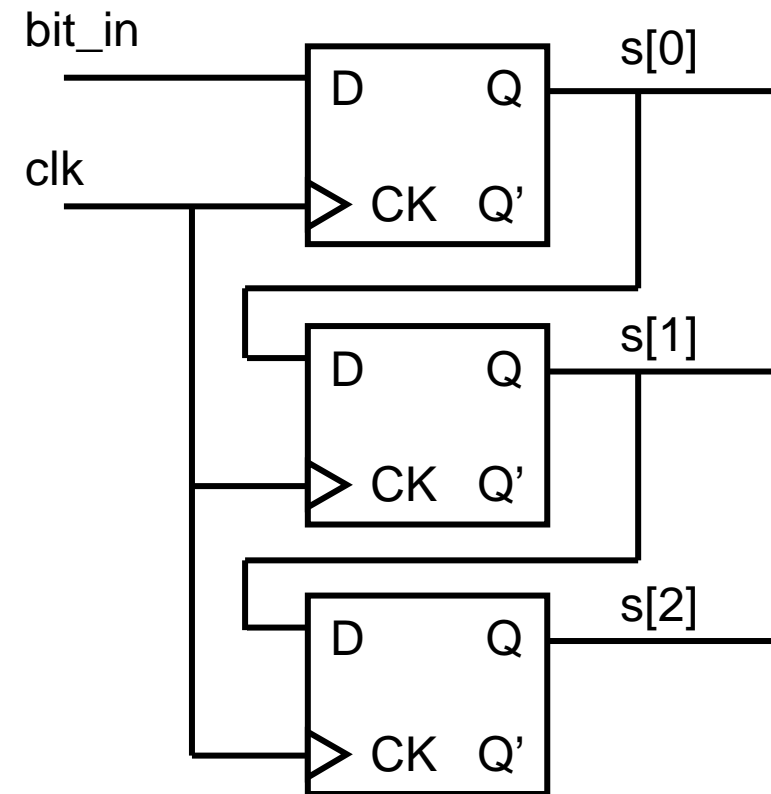 bit_in
s[0]
D Q
clk
CK Q’
s[1]
D Q
CK Q’
s[2]
D Q
CK Q’